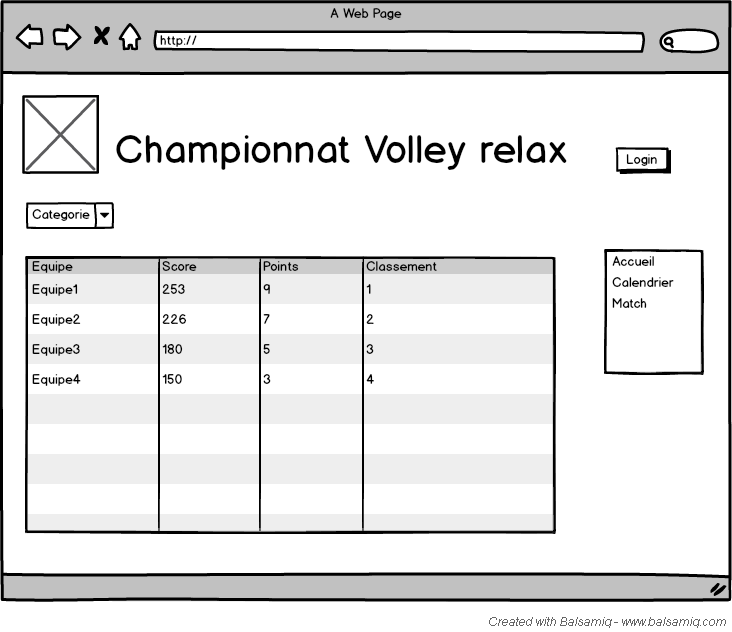 A Web Page
http://
Championnat Volley relax
Login
Categorie
Equipe Score Points Classement
Equipe1 253 9 1
Equipe2 226 7 2
Equipe3 180 5 3
Equipe4 150 3 4
Accueil
Calendrier
Match
Created with Balsamiq - www.balsamiq.com